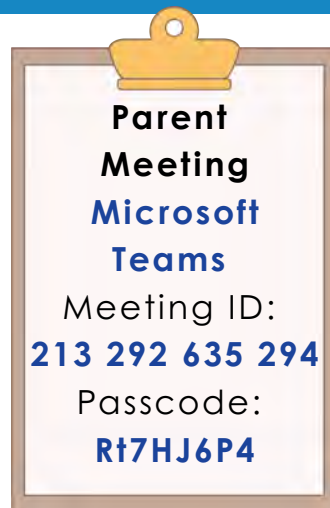 Parent
Meeting
Microsoft
Teams
Meeting ID:
213 292 635 294
Passcode:
Rt7HJ6P4